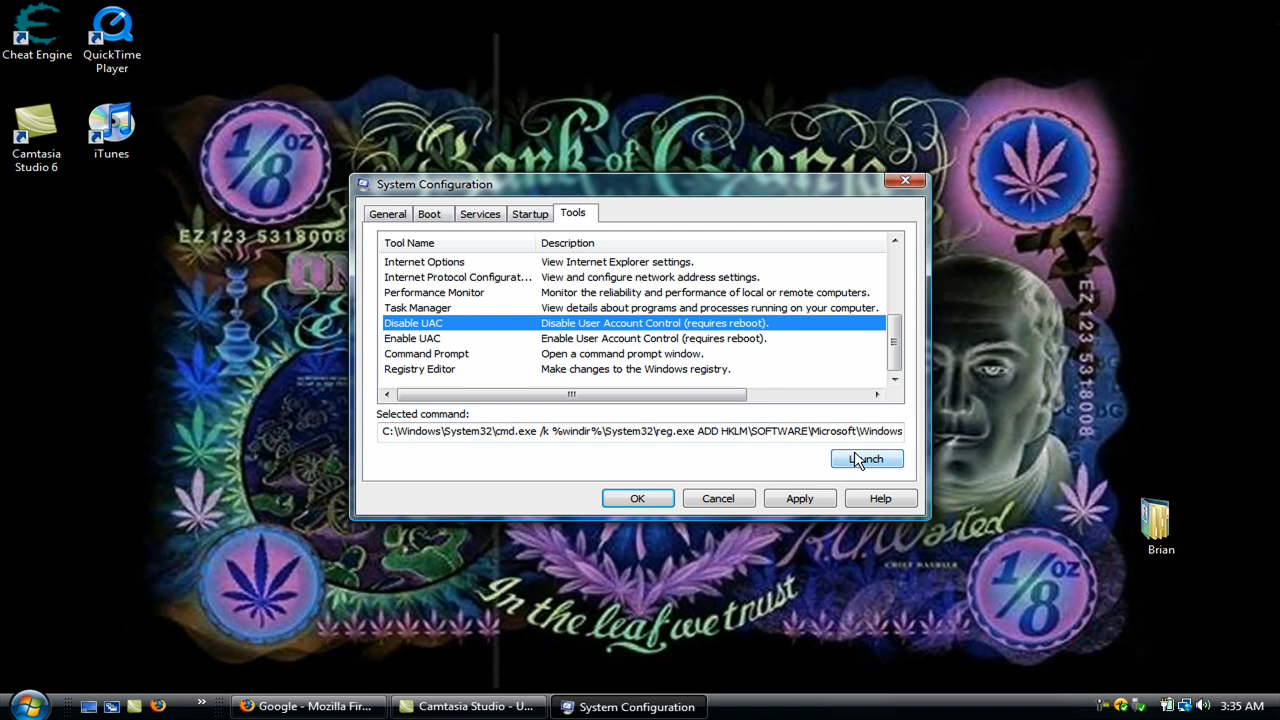 Cheat Engine
QuickTime
Player
Camtasia
Studio 6
iTunes
1/8 OZ
Bank of
EZ 123 5318008
System Configuration
General
Boot
Services
Startup
Tools
Tool Name
Description
Internet Options
View Internet Explorer settings.
Internet Protocol Configurat...
View and configure network address settings.
Performance Monitor
Monitor the reliability and performance of local or remote computers.
Task Manager
View details about programs and processes running on your computer.
Disable UAC
Disable User Account Control (requires reboot).
Enable UAC
Enable User Account Control (requires reboot).
Command Prompt
Open a command prompt window.
Registry Editor
Make changes to the Windows registry.
Selected command:
C:\Windows\System32\cmd.exe /k %windir%\System32\reg.exe ADD HKLM\SOFTWARE\Microsoft\Windows
Launch
OK
Cancel
Apply
Help
EZ 123 5318008
Brian
In the leaf we trust
1/8 OZ
Google - Mozilla Fir...
Camtasia Studio - U...
System Configuration
3:35 AM